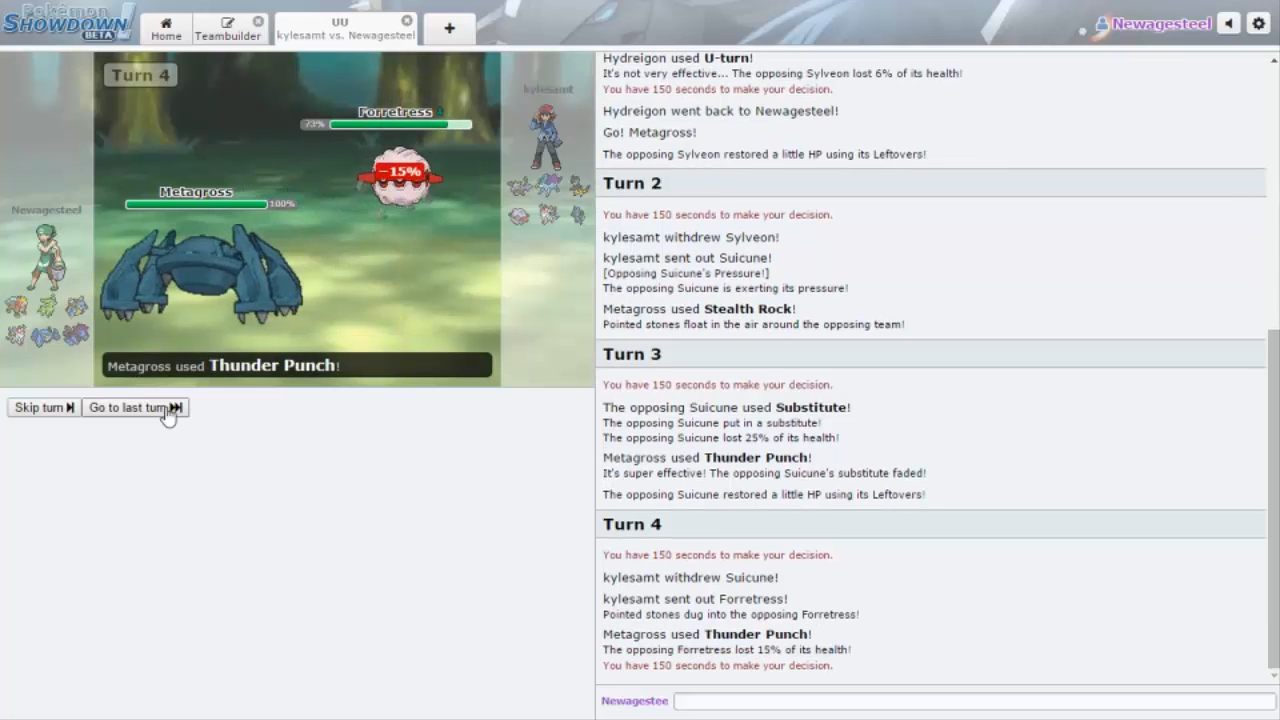 Pokémon
SHOWDOWN
BETA
Home
Teambuilder
UU
kylesamt vs. Newagesteel
+
Newagesteel
Turn 4
Forretress
73%
-15%
Metagross
100%
kylesamt
Newagesteel
Metagross used Thunder Punch!
Skip turn
Go to last turn
Hydreigon used U-turn!
It's not very effective... The opposing Sylveon lost 6% of its health!
You have 150 seconds to make your decision.
Hydreigon went back to Newagesteel!
Go! Metagross!
The opposing Sylveon restored a little HP using its Leftovers!
Turn 2
You have 150 seconds to make your decision.
kylesamt withdrew Sylveon!
kylesamt sent out Suicune!
[Opposing Suicune's Pressure!]
The opposing Suicune is exerting its pressure!
Metagross used Stealth Rock!
Pointed stones float in the air around the opposing team!
Turn 3
You have 150 seconds to make your decision.
The opposing Suicune used Substitute!
The opposing Suicune put in a substitute!
The opposing Suicune lost 25% of its health!
Metagross used Thunder Punch!
It's super effective! The opposing Suicune's substitute faded!
The opposing Suicune restored a little HP using its Leftovers!
Turn 4
You have 150 seconds to make your decision.
kylesamt withdrew Suicune!
kylesamt sent out Forretress!
Pointed stones dug into the opposing Forretress!
Metagross used Thunder Punch!
The opposing Forretress lost 15% of its health!
You have 150 seconds to make your decision.
Newagestee